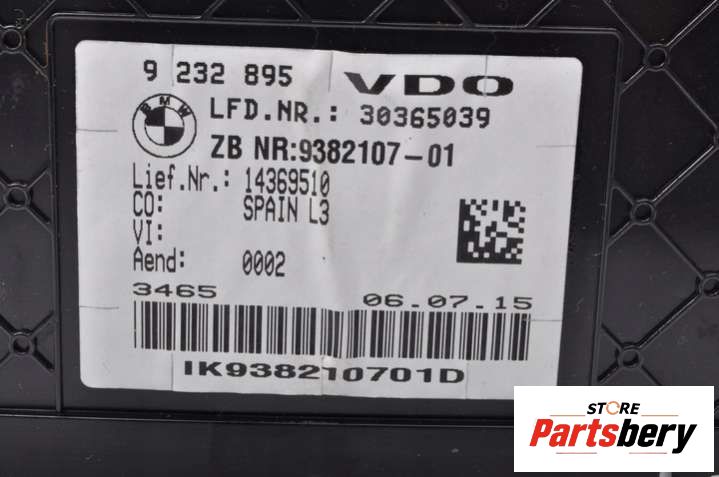 9 232 895 VDO
BMW
LFD.NR.: 30365039
ZB NR:9382107-01
Lief.Nr.: 14369510
CO: SPAIN L3
VI:
Aend: 0002
3465 06.07.15
IK938210701D
STORE
Partsbery